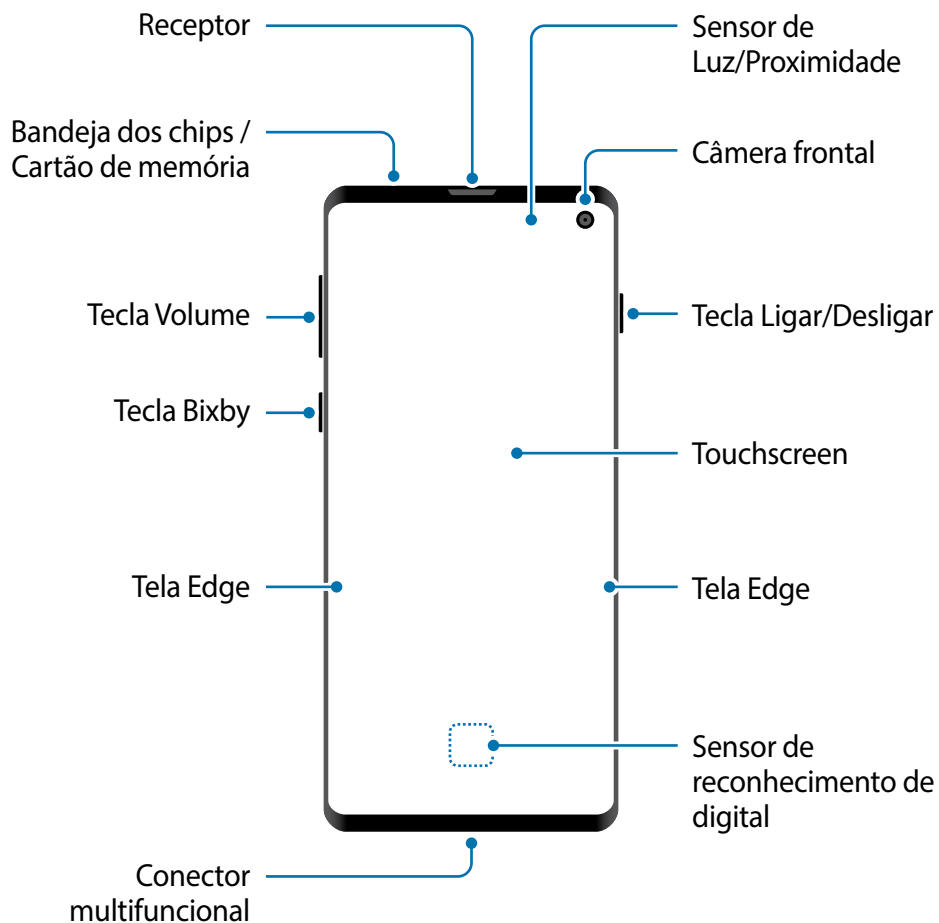 Receptor
Bandeja dos chips /
Cartão de memória
Tecla Volume
Tecla Bixby
Tela Edge
Conector
multifuncional
Sensor de
Luz/Proximidade
Câmera frontal
Tecla Ligar/Desligar
Touchscreen
Tela Edge
Sensor de
reconhecimento de
digital